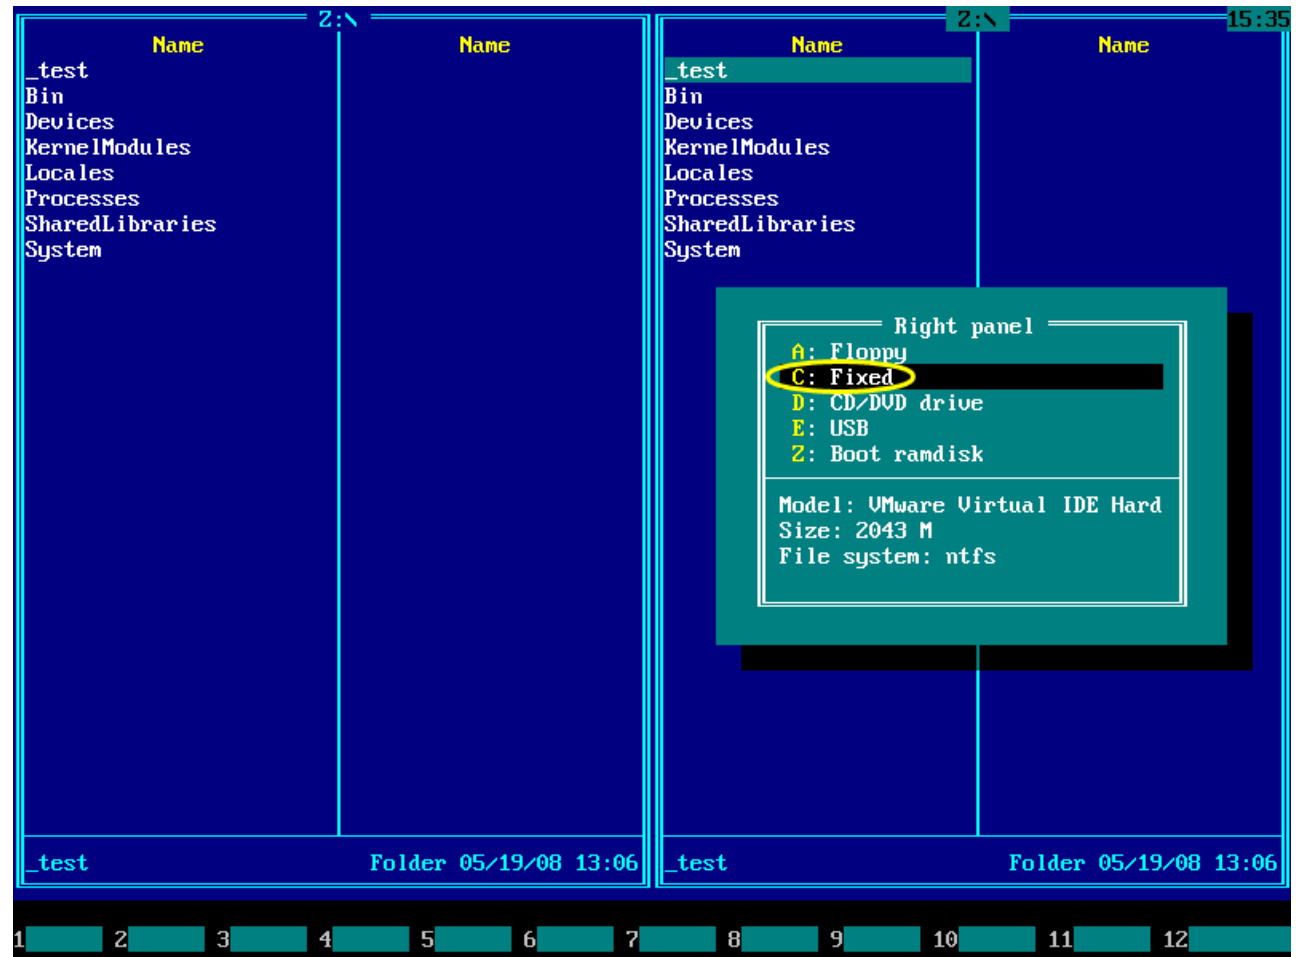 Z:\
Name Name
_test
Bin
Devices
KernelModules
Locales
Processes
SharedLibraries
System
_test Folder 05/19/08 13:06
Z:\ 15:35
Name Name
_test
Bin
Devices
KernelModules
Locales
Processes
SharedLibraries
System
Right panel
A: Floppy
C: Fixed
D: CD/DVD drive
E: USB
Z: Boot ramdisk
Model: VMware Virtual IDE Hard
Size: 2043 M
File system: ntfs
_test Folder 05/19/08 13:06
1 2 3 4 5 6 7 8 9 10 11 12